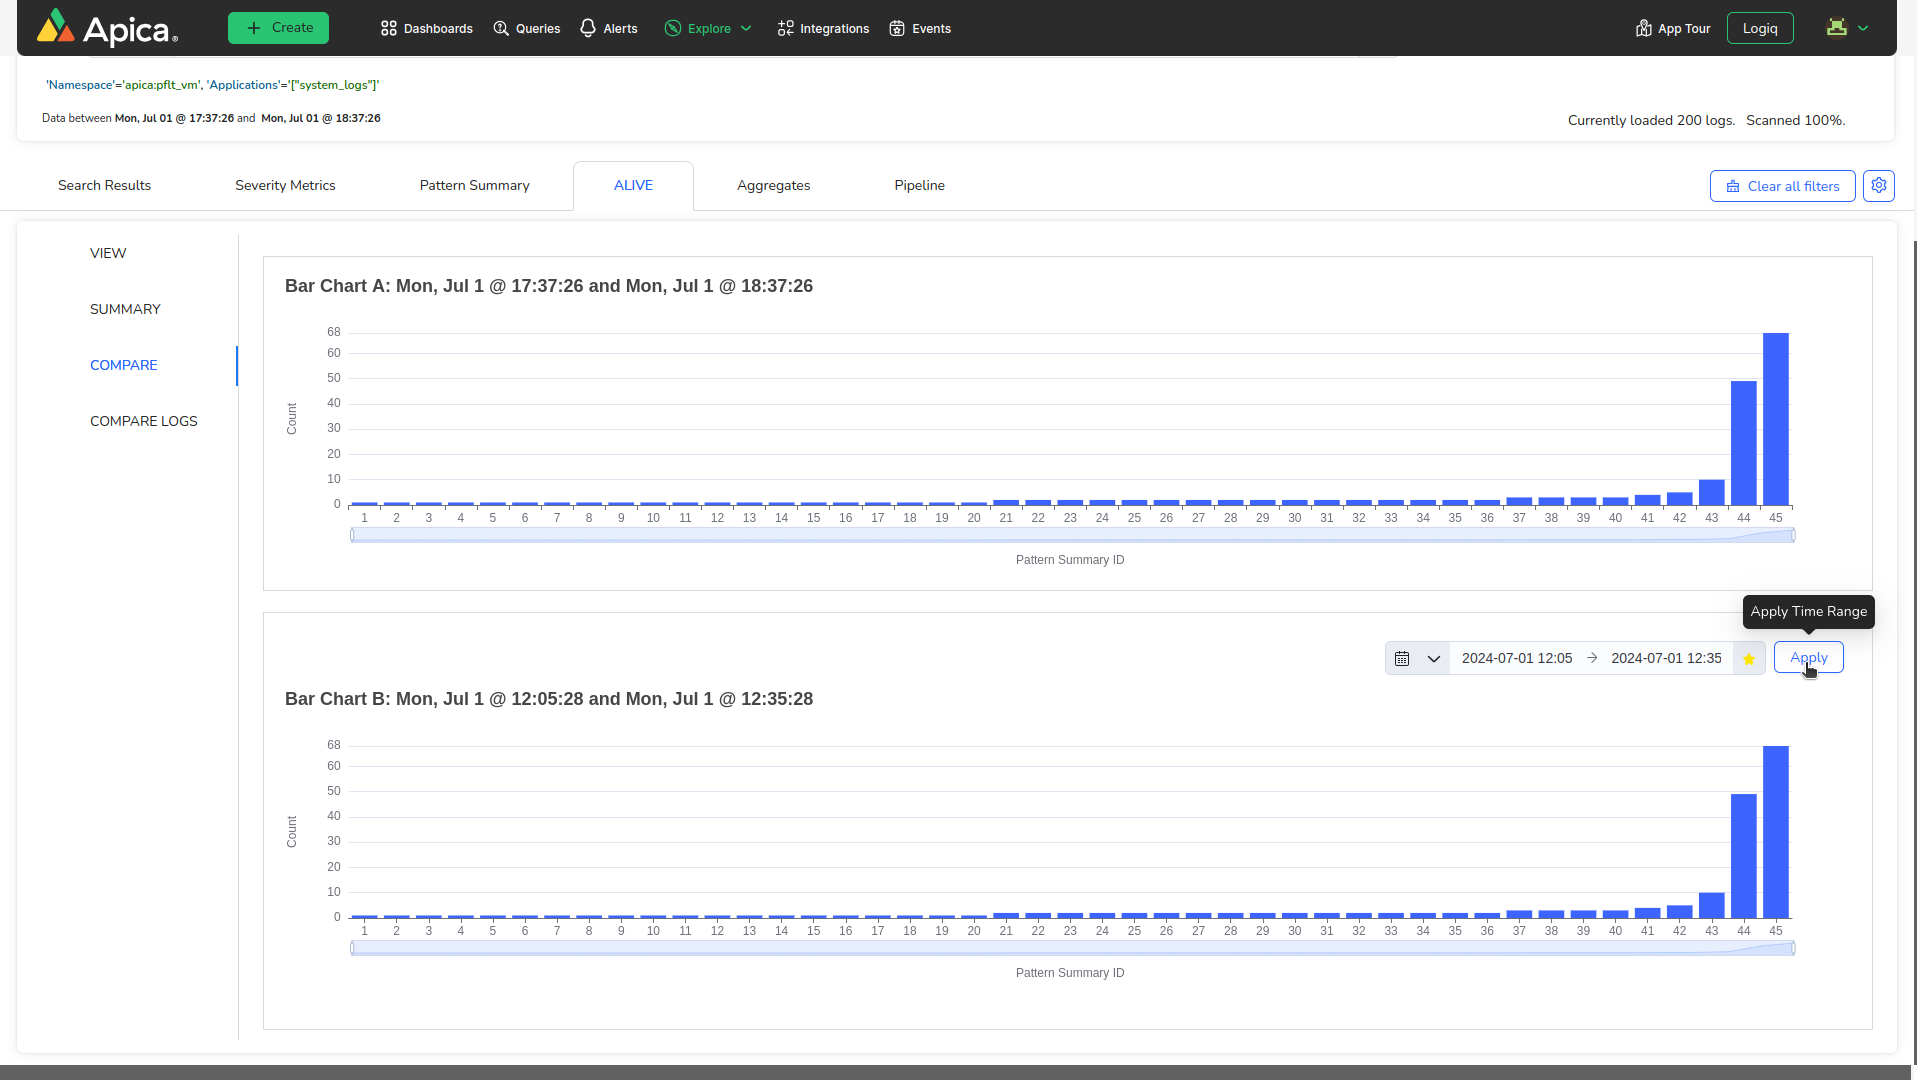 Apica®
Create
Dashboards
Queries
Alerts
Explore
Integrations
Events
App Tour
Logiq
'Namespace'='apica:pflt_vm', 'Applications'='["system_logs"]'
Data between Mon, Jul 01 @ 17:37:26 and Mon, Jul 01 @ 18:37:26
Currently loaded 200 logs. Scanned 100%.
Search Results
Severity Metrics
Pattern Summary
ALIVE
Aggregates
Pipeline
Clear all filters
VIEW
SUMMARY
COMPARE
COMPARE LOGS
Bar Chart A: Mon, Jul 1 @ 17:37:26 and Mon, Jul 1 @ 18:37:26
68
60
50
40
30
20
10
0
Count
1 2 3 4 5 6 7 8 9 10 11 12 13 14 15 16 17 18 19 20 21 22 23 24 25 26 27 28 29 30 31 32 33 34 35 36 37 38 39 40 41 42 43 44 45
Pattern Summary ID
Apply Time Range
2024-07-01 12:05 → 2024-07-01 12:35
Apply
Bar Chart B: Mon, Jul 1 @ 12:05:28 and Mon, Jul 1 @ 12:35:28
68
60
50
40
30
20
10
0
Count
1 2 3 4 5 6 7 8 9 10 11 12 13 14 15 16 17 18 19 20 21 22 23 24 25 26 27 28 29 30 31 32 33 34 35 36 37 38 39 40 41 42 43 44 45
Pattern Summary ID